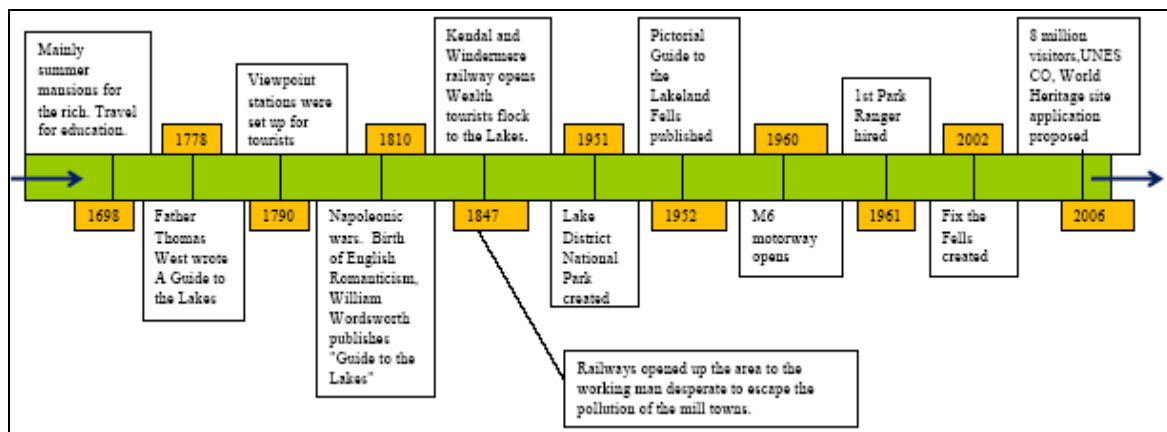 Mainly
summer
mansions for
the rich. Travel
for education.
1698
1778
Father
Thomas
West wrote
A Guide to
the Lakes
Viewpoint
stations were
set up for
tourists
1790
1810
Napoleonic
wars. Birth
of English
Romanticism,
William
Wordsworth
publishes
"Guide to the
Lakes"
Kendal and
Windermere
railway opens
Wealth
tourists flock
to the Lakes.
1847
Railways opened up the area to the
working man desperate to escape the
pollution of the mill towns.
1951
Lake
District
National
Park
created
Pictorial
Guide to
the
Lakeland
Fells
published
1952
1960
M6
motorway
opens
1st Park
Ranger
hired
1961
2002
Fix the
Fells
created
8 million
visitors,UNES
CO, World
Heritage site
application
proposed
2006